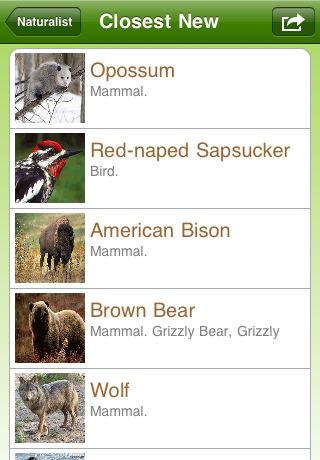 Naturalist
Closest New
Opossum
Mammal.
Red-naped Sapsucker
Bird.
American Bison
Mammal.
Brown Bear
Mammal. Grizzly Bear, Grizzly
Wolf
Mammal.